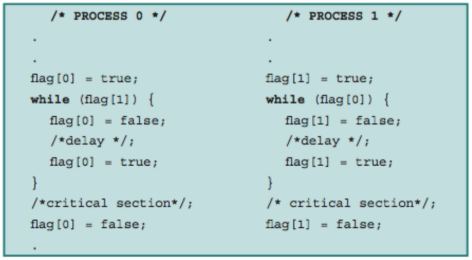 /* PROCESS 0 */
.
.
flag[0] = true;
while (flag[1]) {
flag[0] = false;
/*delay */;
flag[0] = true;
}
/*critical section*/;
flag[0] = false;
.
/* PROCESS 1 */
.
.
flag[1] = true;
while (flag[0]) {
flag[1] = false;
/*delay */;
flag[1] = true;
}
/* critical section*/;
flag[1] = false;